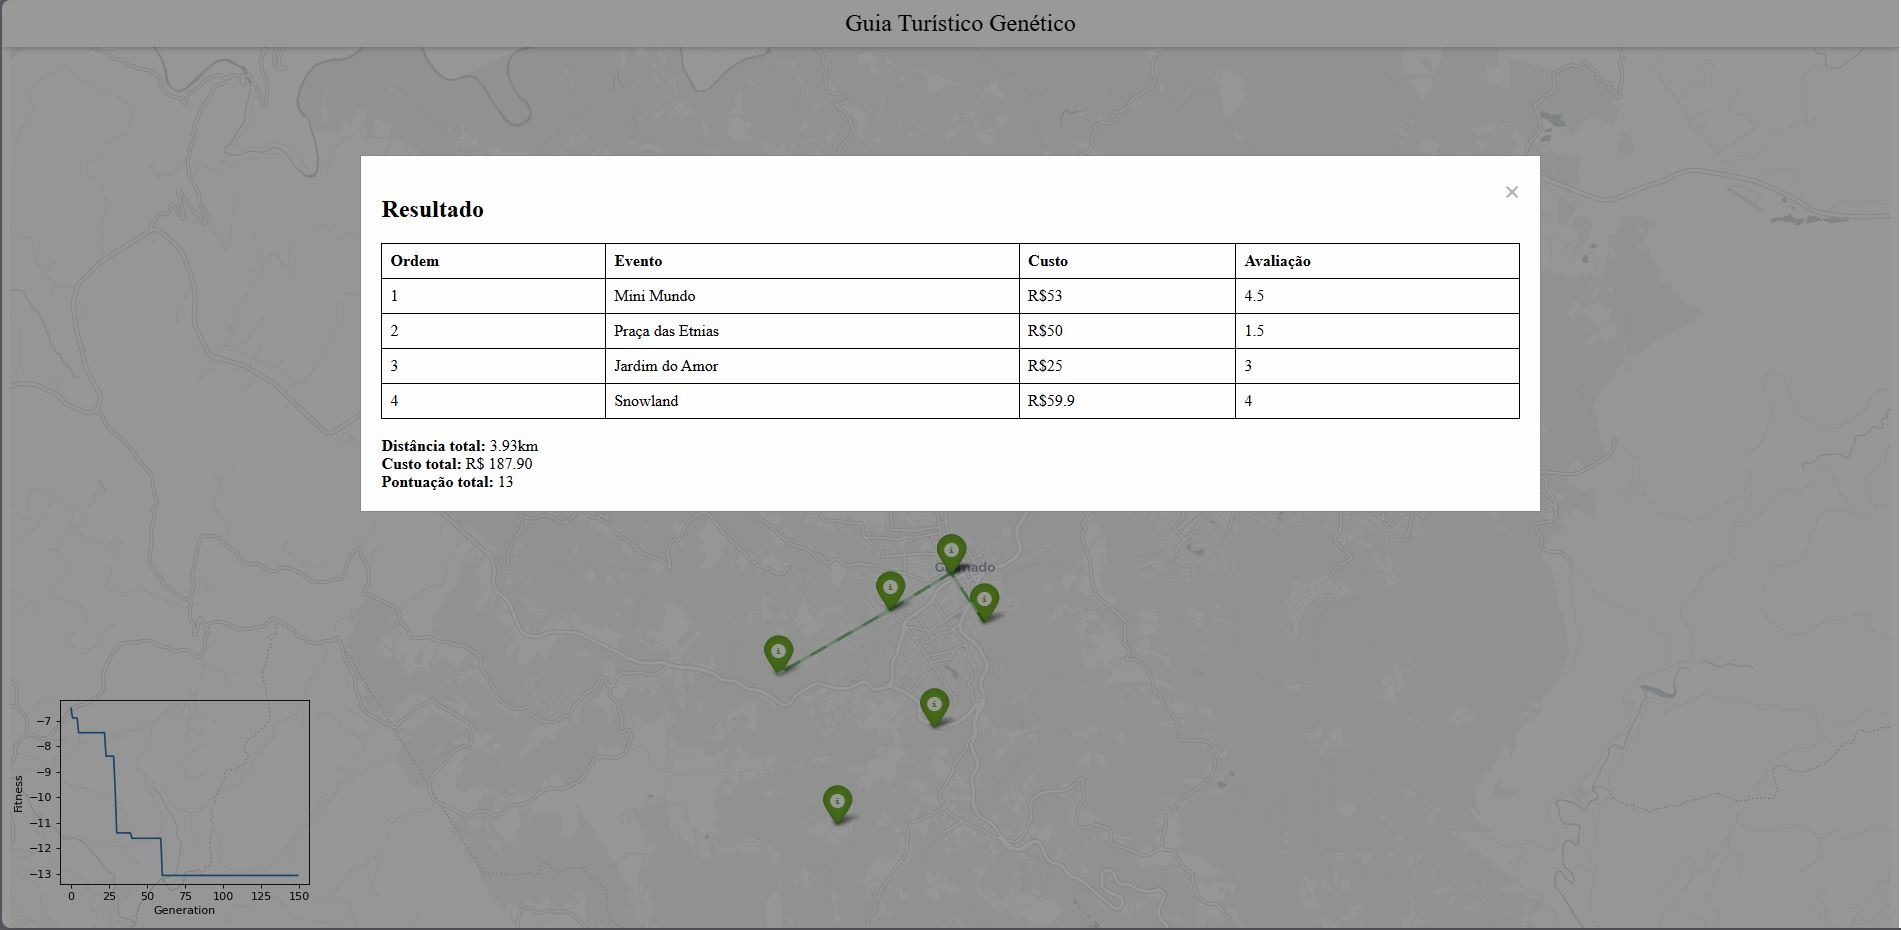 Guia Turístico Genético
×
Resultado
Ordem Evento Custo Avaliação
1 Mini Mundo R$53 4.5
2 Praça das Etnias R$50 1.5
3 Jardim do Amor R$25 3
4 Snowland R$59.9 4
Distância total: 3.93km
Custo total: R$ 187.90
Pontuação total: 13
−7
−8
−9
−10
−11
−12
−13
Fitness
0 25 50 75 100 125 150
Generation